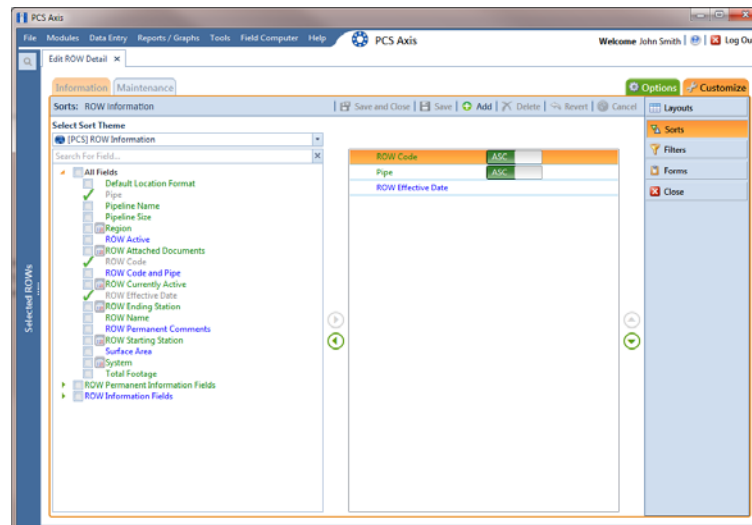 PCS Axis
File Modules Data Entry Reports / Graphs Tools Field Computer Help PCS Axis Welcome John Smith | | Log Ou
Edit ROW Detail ×
Information Maintenance Options Customize
Sorts: ROW Information | Save and Close | Save | Add | Delete | Revert | Cancel
Layouts
Select Sort Theme
Sorts
[PCS] ROW Information
Filters
Search For Field... X
Forms
Close
All Fields
Default Location Format
Pipe
Pipeline Name
Pipeline Size
Region
ROW Active
ROW Attached Documents
ROW Code
ROW Code and Pipe
ROW Currently Active
ROW Effective Date
ROW Ending Station
ROW Name
ROW Permanent Comments
ROW Starting Station
Surface Area
System
Total Footage
ROW Permanent Information Fields
ROW Information Fields
ROW Code ASC
Pipe ASC
ROW Effective Date
Selected ROWs